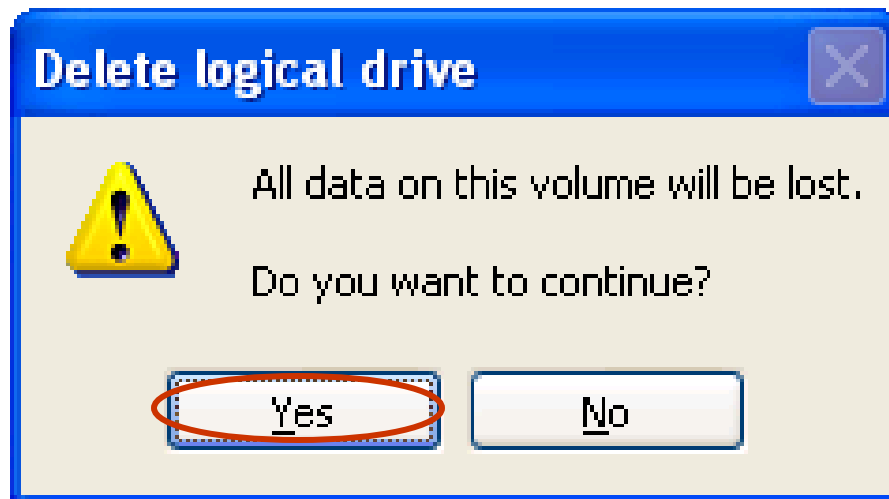 Delete logical drive
All data on this volume will be lost.
Do you want to continue?
Yes
No